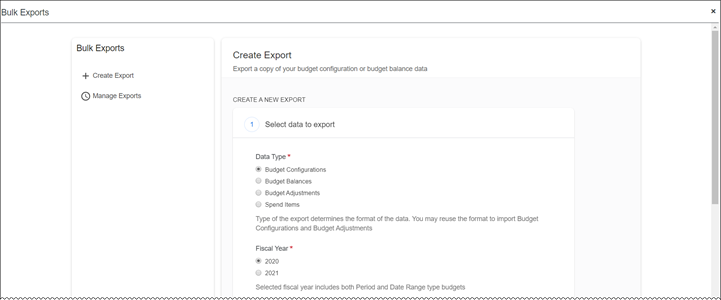 Bulk Exports
×
Bulk Exports
Create Export
Manage Exports
Create Export
Export a copy of your budget configuration or budget balance data
CREATE A NEW EXPORT
1 Select data to export
Data Type *
Budget Configurations
Budget Balances
Budget Adjustments
Spend Items
Type of the export determines the format of the data. You may reuse the format to import Budget
Configurations and Budget Adjustments
Fiscal Year *
2020
2021
Selected fiscal year includes both Period and Date Range type budgets